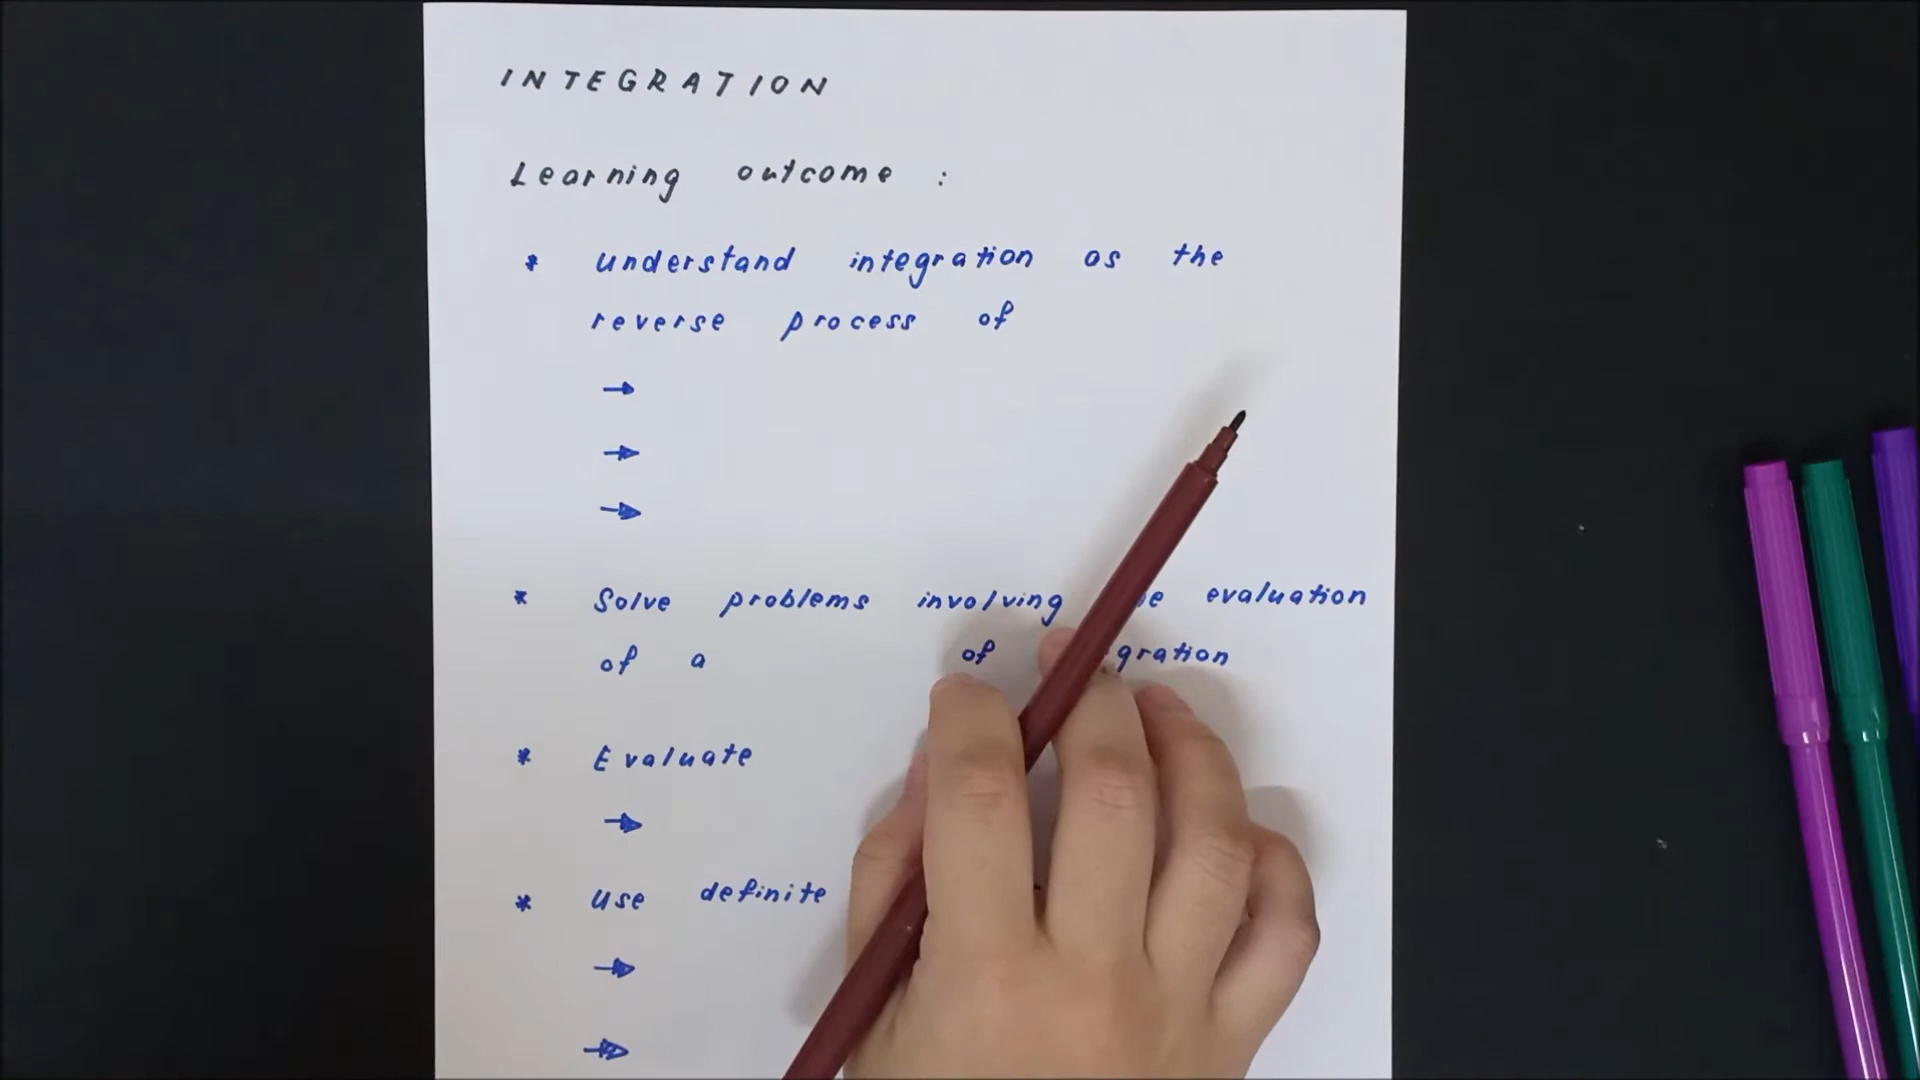 INTEGRATION
Learning outcome :
* understand integration as the
reverse process of
→
→
→
* Solve problems involving evaluation
of a of
* Evaluate
→
* use definite
→
→